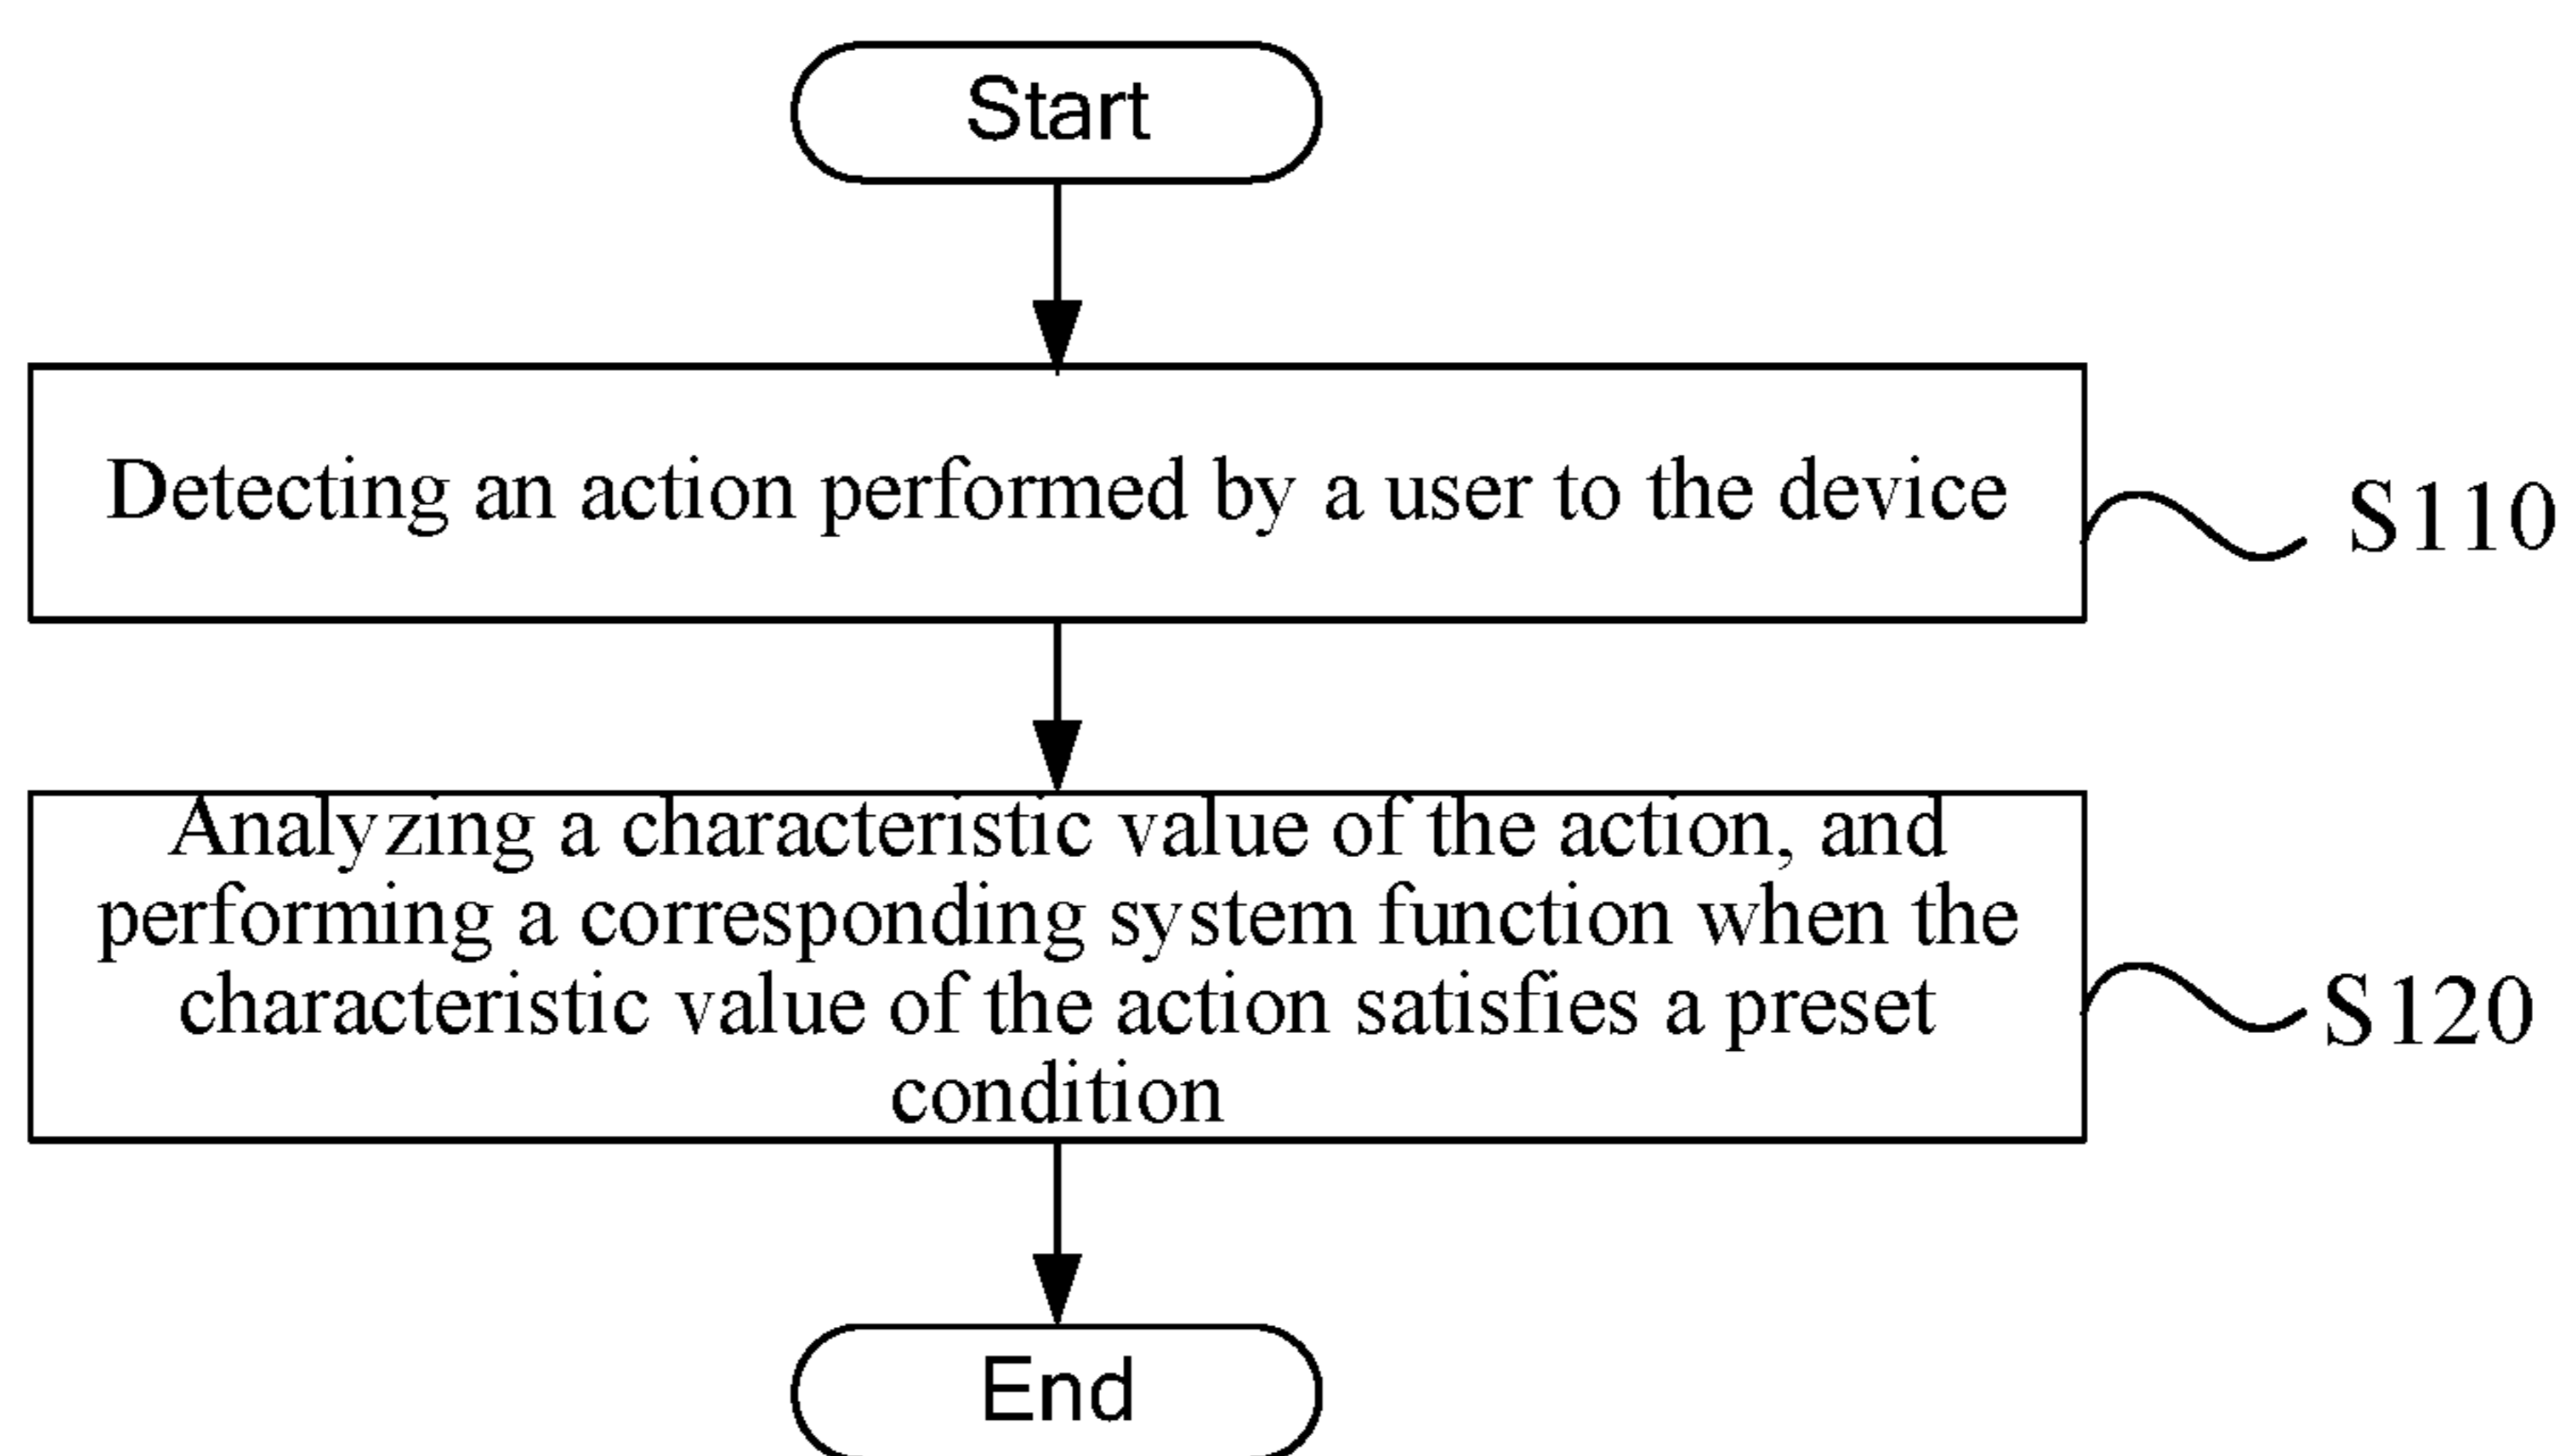 Start
Detecting an action performed by a user to the device
S110
Analyzing a characteristic value of the action, and
performing a corresponding system function when the
characteristic value of the action satisfies a preset
condition
S120
End